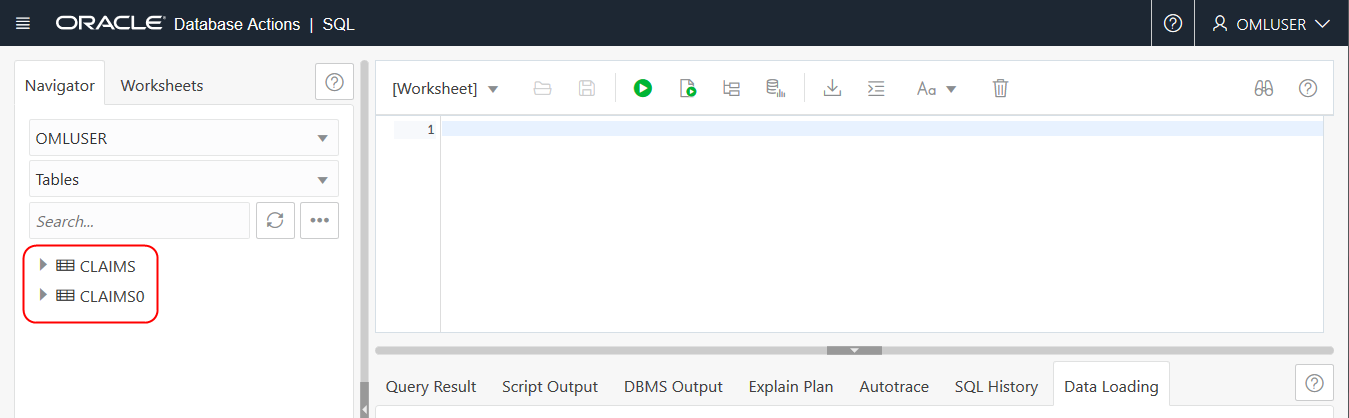 ORACLE Database Actions | SQL
OMLUSER
Navigator
Worksheets
OMLUSER
Tables
Search...
CLAIMS
CLAIMS0
[Worksheet]
Aa
1
Query Result
Script Output
DBMS Output
Explain Plan
Autotrace
SQL History
Data Loading